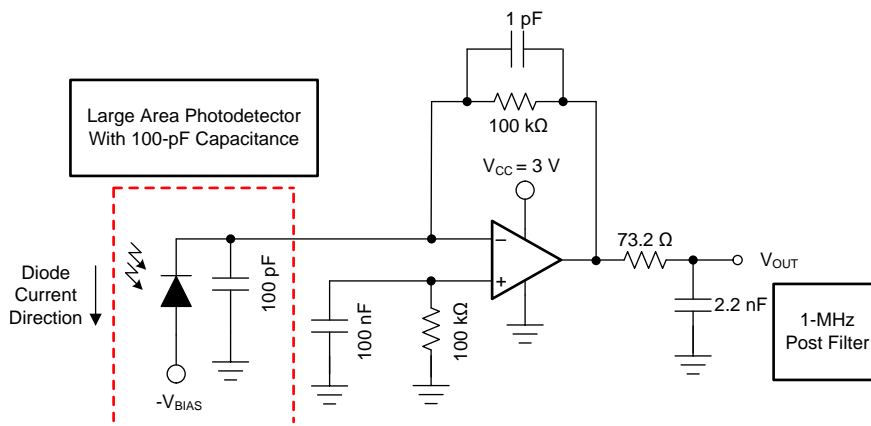 1 pF
Large Area Photodetector
With 100-pF Capacitance
100 kΩ
VCC = 3 V
73.2 Ω
VOUT
Diode
Current
Direction
100 pF
-VBIAS
100 nF
100 kΩ
−
+
2.2 nF
1-MHz
Post Filter